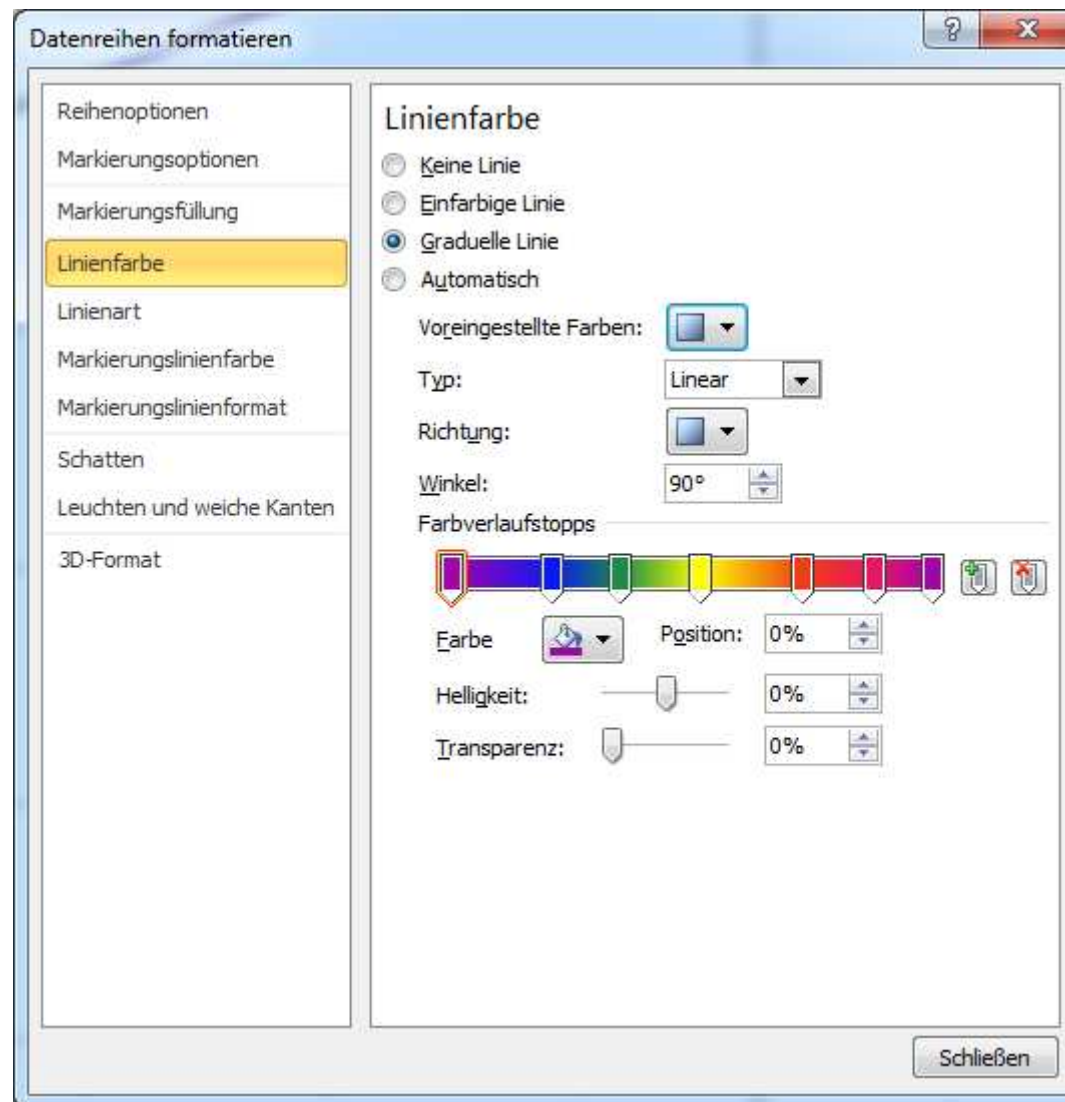 Datenreihen formatieren
Reihenoptionen
Markierungsoptionen
Markierungsfüllung
Linienfarbe
Linienart
Markierungslinienfarbe
Markierungslinienformat
Schatten
Leuchten und weiche Kanten
3D-Format
Linienfarbe
Keine Linie
Einfarbige Linie
Graduelle Linie
Automatisch
Voreingestellte Farben:
Typ: Linear
Richtung:
Winkel: 90°
Farbverlaufstopps
Farbe Position: 0%
Helligkeit: 0%
Transparenz: 0%
Schließen